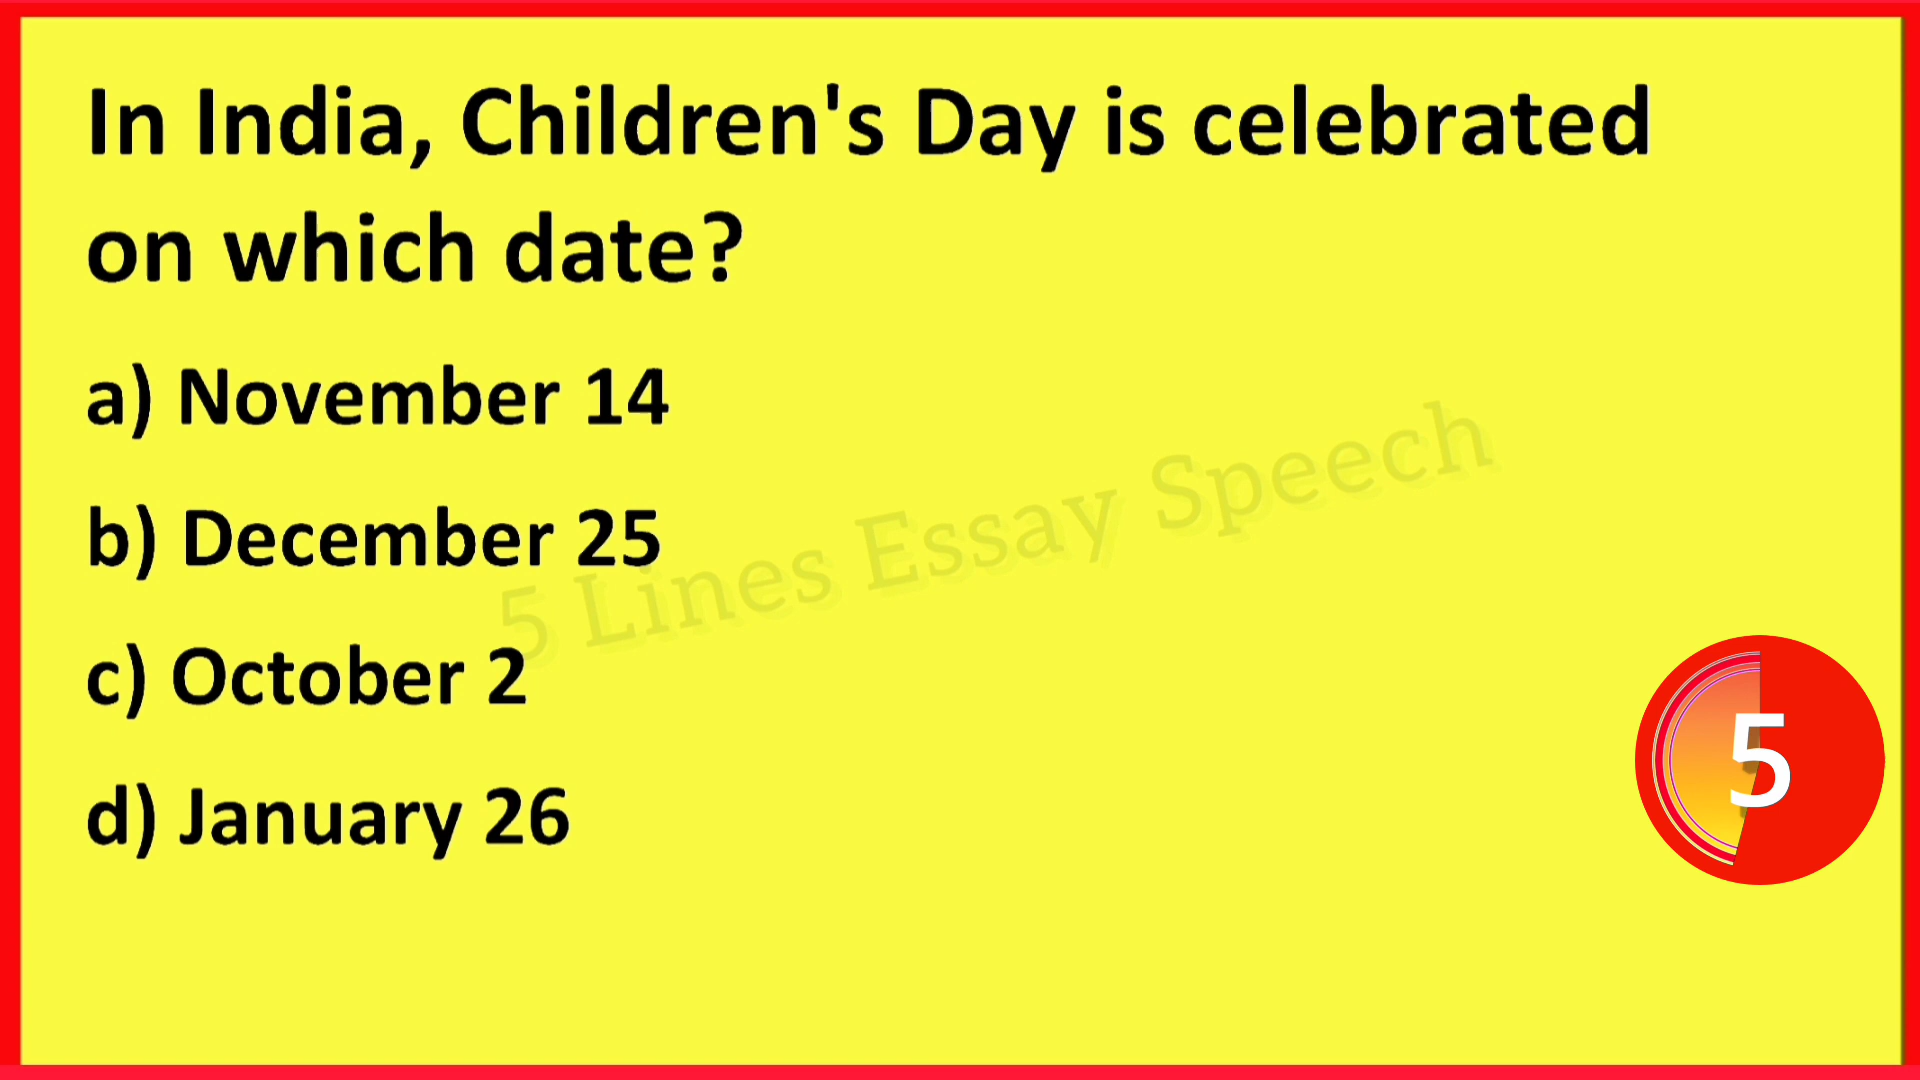 In India, Children's Day is celebrated
on which date?
a) November 14
b) December 25
c) October 2
d) January 26
5 Lines Essay Speech
5